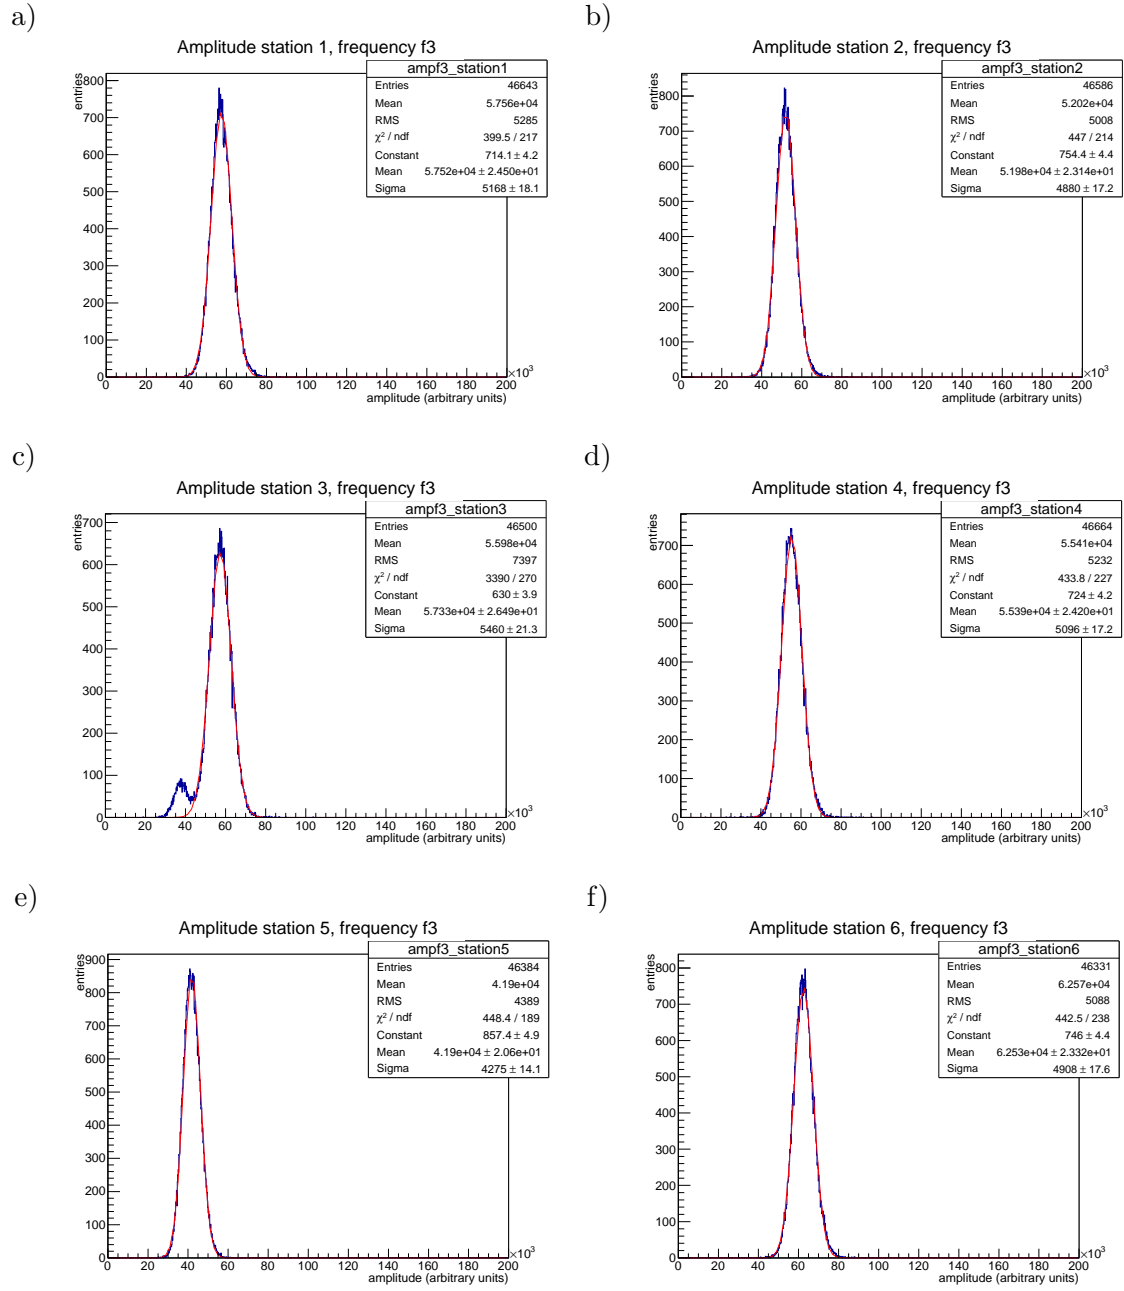 a)
Amplitude station 1, frequency f3
ampf3_station1
Entries 46643
Mean 5.756e+04
RMS 5285
χ² / ndf 399.5 / 217
Constant 714.1 ± 4.2
Mean 5.752e+04 ± 2.450e+01
Sigma 5168 ± 18.1
entries
800
700
600
500
400
300
200
100
0
0 20 40 60 80 100 120 140 160 180 200
×10³
amplitude (arbitrary units)
b)
Amplitude station 2, frequency f3
ampf3_station2
Entries 46586
Mean 5.202e+04
RMS 5008
χ² / ndf 447 / 214
Constant 754.4 ± 4.4
Mean 5.198e+04 ± 2.314e+01
Sigma 4880 ± 17.2
entries
800
700
600
500
400
300
200
100
0
0 20 40 60 80 100 120 140 160 180 200
×10³
amplitude (arbitrary units)
c)
Amplitude station 3, frequency f3
ampf3_station3
Entries 46500
Mean 5.598e+04
RMS 7397
χ² / ndf 3390 / 270
Constant 630 ± 3.9
Mean 5.733e+04 ± 2.649e+01
Sigma 5460 ± 21.3
entries
700
600
500
400
300
200
100
0
0 20 40 60 80 100 120 140 160 180 200
×10³
amplitude (arbitrary units)
d)
Amplitude station 4, frequency f3
ampf3_station4
Entries 46664
Mean 5.541e+04
RMS 5232
χ² / ndf 433.8 / 227
Constant 724 ± 4.2
Mean 5.539e+04 ± 2.420e+01
Sigma 5096 ± 17.2
entries
700
600
500
400
300
200
100
0
0 20 40 60 80 100 120 140 160 180 200
×10³
amplitude (arbitrary units)
e)
Amplitude station 5, frequency f3
ampf3_station5
Entries 46384
Mean 4.19e+04
RMS 4389
χ² / ndf 448.4 / 189
Constant 857.4 ± 4.9
Mean 4.19e+04 ± 2.06e+01
Sigma 4275 ± 14.1
entries
900
800
700
600
500
400
300
200
100
0
0 20 40 60 80 100 120 140 160 180 200
×10³
amplitude (arbitrary units)
f)
Amplitude station 6, frequency f3
ampf3_station6
Entries 46331
Mean 6.257e+04
RMS 5088
χ² / ndf 442.5 / 238
Constant 746 ± 4.4
Mean 6.253e+04 ± 2.332e+01
Sigma 4908 ± 17.6
entries
800
700
600
500
400
300
200
100
0
0 20 40 60 80 100 120 140 160 180 200
×10³
amplitude (arbitrary units)